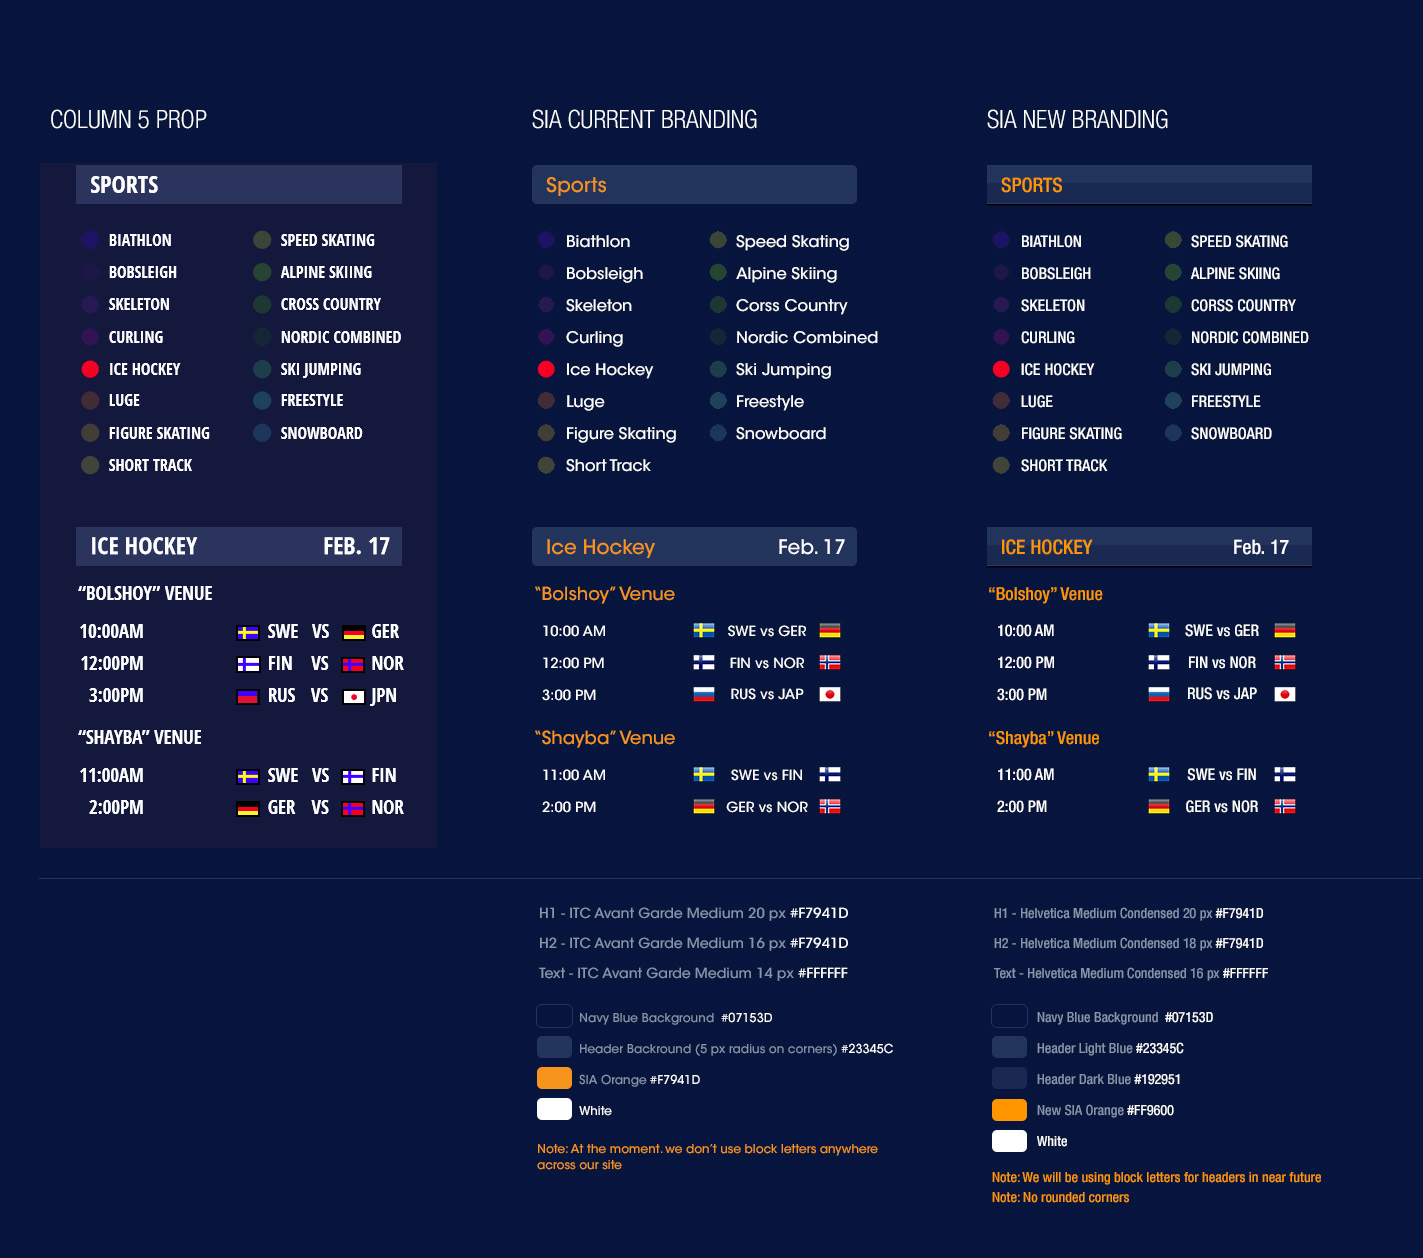 COLUMN 5 PROP
SPORTS
BIATHLON
BOBSLEIGH
SKELETON
CURLING
ICE HOCKEY
LUGE
FIGURE SKATING
SHORT TRACK
SPEED SKATING
ALPINE SKIING
CROSS COUNTRY
NORDIC COMBINED
SKI JUMPING
FREESTYLE
SNOWBOARD
ICE HOCKEY FEB. 17
“BOLSHOY” VENUE
10:00AM SWE VS GER
12:00PM FIN VS NOR
3:00PM RUS VS JPN
“SHAYBA” VENUE
11:00AM SWE VS FIN
2:00PM GER VS NOR
SIA CURRENT BRANDING
Sports
Biathlon
Bobsleigh
Skeleton
Curling
Ice Hockey
Luge
Figure Skating
Short Track
Speed Skating
Alpine Skiing
Corss Country
Nordic Combined
Ski Jumping
Freestyle
Snowboard
Ice Hockey Feb. 17
“Bolshoy” Venue
10:00 AM SWE vs GER
12:00 PM FIN vs NOR
3:00 PM RUS vs JAP
“Shayba” Venue
11:00 AM SWE vs FIN
2:00 PM GER vs NOR
H1 - ITC Avant Garde Medium 20 px #F7941D
H2 - ITC Avant Garde Medium 16 px #F7941D
Text - ITC Avant Garde Medium 14 px #FFFFFF
Navy Blue Background #07153D
Header Backround (5 px radius on corners) #23345C
SIA Orange #F7941D
White
Note: At the moment. we don’t use block letters anywhere
across our site
SIA NEW BRANDING
SPORTS
BIATHLON
BOBSLEIGH
SKELETON
CURLING
ICE HOCKEY
LUGE
FIGURE SKATING
SHORT TRACK
SPEED SKATING
ALPINE SKIING
CORSS COUNTRY
NORDIC COMBINED
SKI JUMPING
FREESTYLE
SNOWBOARD
ICE HOCKEY Feb. 17
“Bolshoy” Venue
10:00 AM SWE vs GER
12:00 PM FIN vs NOR
3:00 PM RUS vs JAP
“Shayba” Venue
11:00 AM SWE vs FIN
2:00 PM GER vs NOR
H1 - Helvetica Medium Condensed 20 px #F7941D
H2 - Helvetica Medium Condensed 18 px #F7941D
Text - Helvetica Medium Condensed 16 px #FFFFFF
Navy Blue Background #07153D
Header Light Blue #23345C
Header Dark Blue #192951
New SIA Orange #FF9600
White
Note: We will be using block letters for headers in near future
Note: No rounded corners